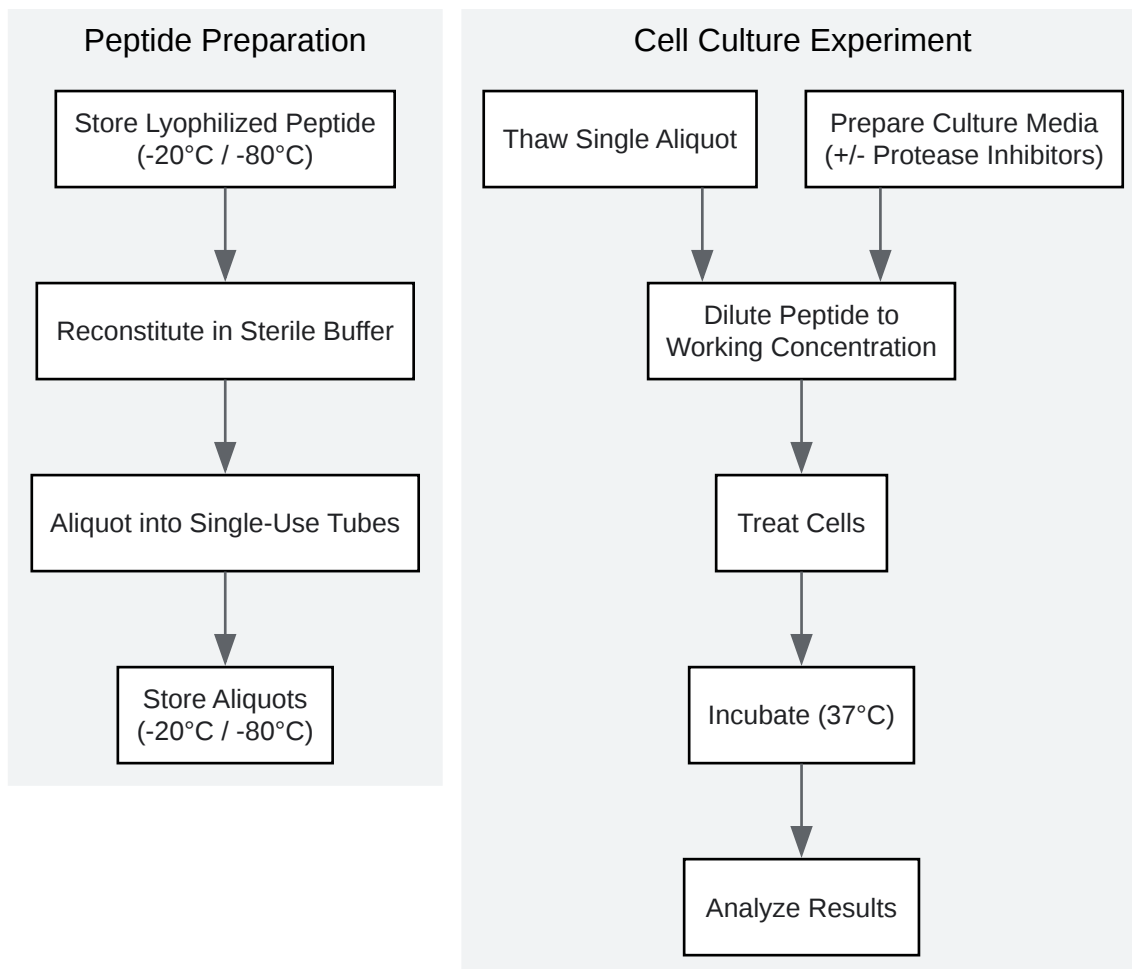 Peptide Preparation
Store Lyophilized Peptide
(-20°C / -80°C)
Reconstitute in Sterile Buffer
Aliquot into Single-Use Tubes
Store Aliquots
(-20°C / -80°C)
Cell Culture Experiment
Thaw Single Aliquot
Prepare Culture Media
(+/- Protease Inhibitors)
Dilute Peptide to
Working Concentration
Treat Cells
Incubate (37°C)
Analyze Results